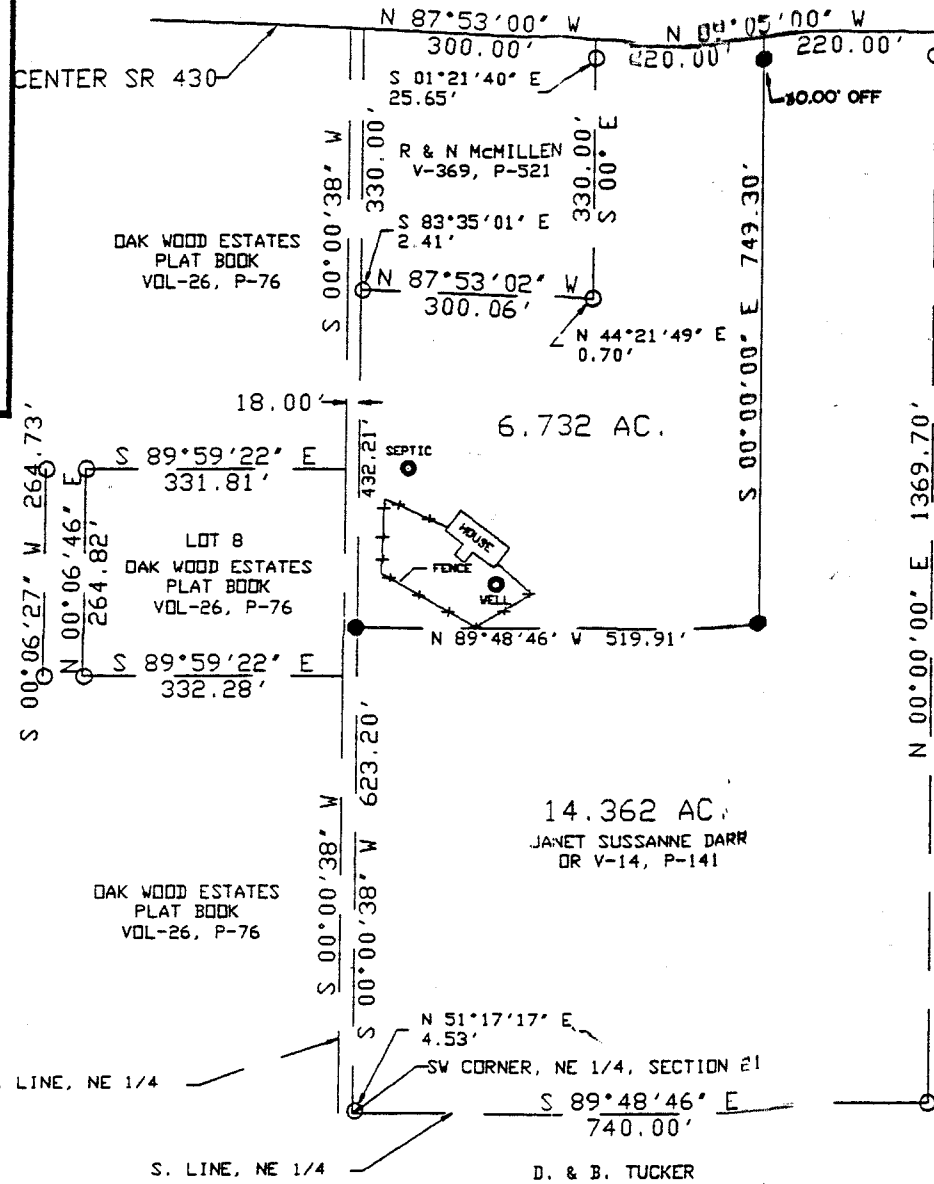 N 87°53'00" W
300.00'
220.00'
220.00'
CENTER SR 430
S 01°21'40" E
25.65'
30.00' OFF
R & N McMILLEN
V-369, P-521
S 00°00'38" W
330.00'
330.00'
S 00° E
S 83°35'01" E
2.41'
OAK WOOD ESTATES
PLAT BOOK
VOL-26, P-76
N 87°53'02" W
300.06'
N 44°21'49" E
0.70'
S 00°00'00" E 749.30'
18.00'
6.732 AC.
432.21'
SEPTIC
S 89°59'22" E
331.81'
S 00°06'27" W 264.73'
N 00°06'46" E
264.82'
LOT 8
OAK WOOD ESTATES
PLAT BOOK
VOL-26, P-76
HOUSE
FENCE
WELL
N 89°48'46" W 519.91'
S 89°59'22" E
332.28'
N 00°00'00" E 1369.70'
623.20'
14.362 AC.
JANET SUSSANNE DARR
OR V-14, P-141
S 00°00'38" W
S 00°00'38" W
OAK WOOD ESTATES
PLAT BOOK
VOL-26, P-76
N 51°17'17" E
4.53'
SW CORNER, NE 1/4, SECTION 21
LINE, NE 1/4
S 89°48'46" E
740.00'
S. LINE, NE 1/4
D. & B. TUCKER